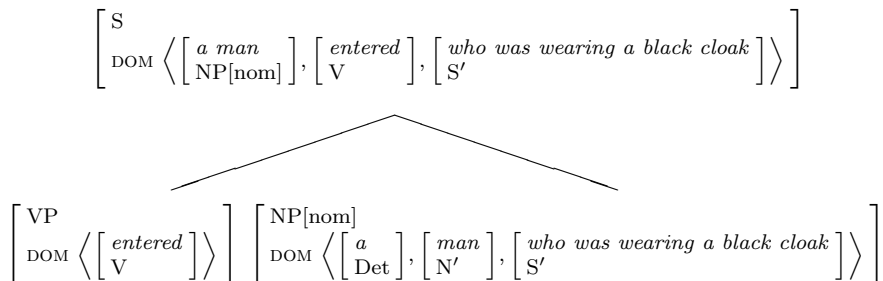 S
DOM ⟨[a man NP[nom]], [entered V], [who was wearing a black cloak S′]⟩
VP
DOM ⟨[entered V]⟩
NP[nom]
DOM ⟨[a Det], [man N′], [who was wearing a black cloak S′]⟩